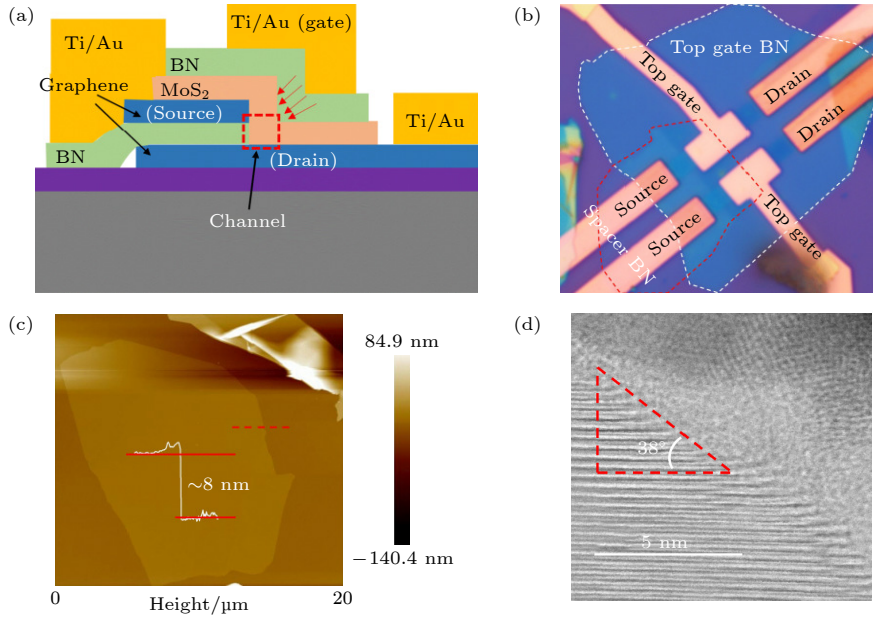 (a)
Ti/Au
Ti/Au (gate)
BN
MoS₂
Graphene
(Source)
Ti/Au
BN
(Drain)
Channel
(b)
Top gate BN
Top gate
Drain
Drain
Source
Source
Spacer BN
Top gate
(c)
84.9 nm
∼8 nm
−140.4 nm
0
Height/μm
20
(d)
38°
5 nm